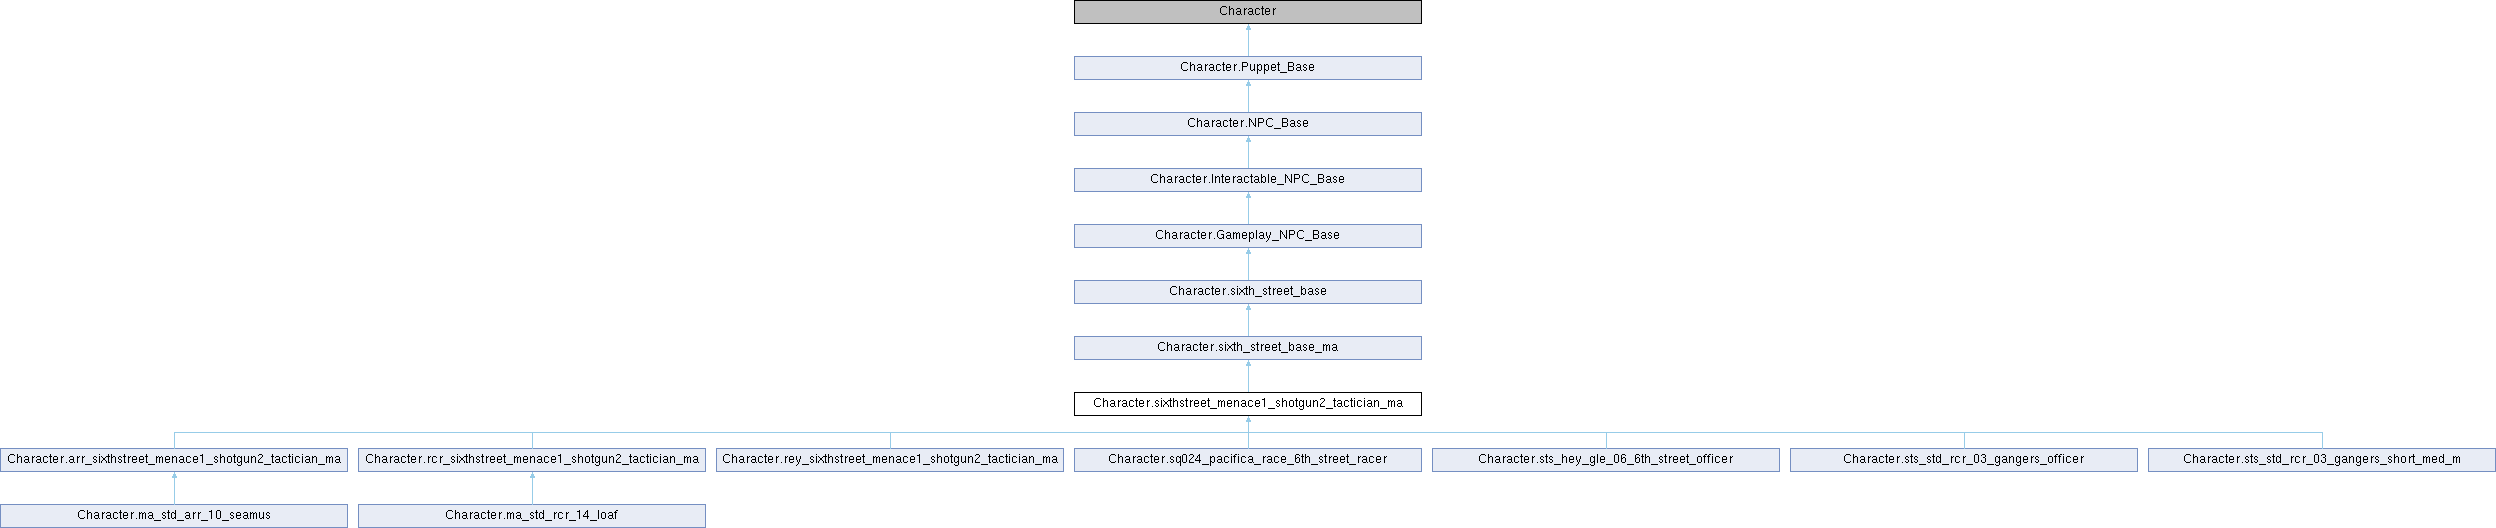 Character
Character.Puppet_Base
Character.NPC_Base
Character.Interactable_NPC_Base
Character.Gameplay_NPC_Base
Character.sixth_street_base
Character.sixth_street_base_ma
Character.sixthstreet_menace1_shotgun2_tactician_ma
Character.arr_sixthstreet_menace1_shotgun2_tactician_ma
Character.rcr_sixthstreet_menace1_shotgun2_tactician_ma
Character.rey_sixthstreet_menace1_shotgun2_tactician_ma
Character.sq024_pacifica_race_6th_street_racer
Character.sts_hey_gle_06_6th_street_officer
Character.sts_std_rcr_03_gangers_officer
Character.sts_std_rcr_03_gangers_short_med_m
Character.ma_std_arr_10_seamus
Character.ma_std_rcr_14_loaf